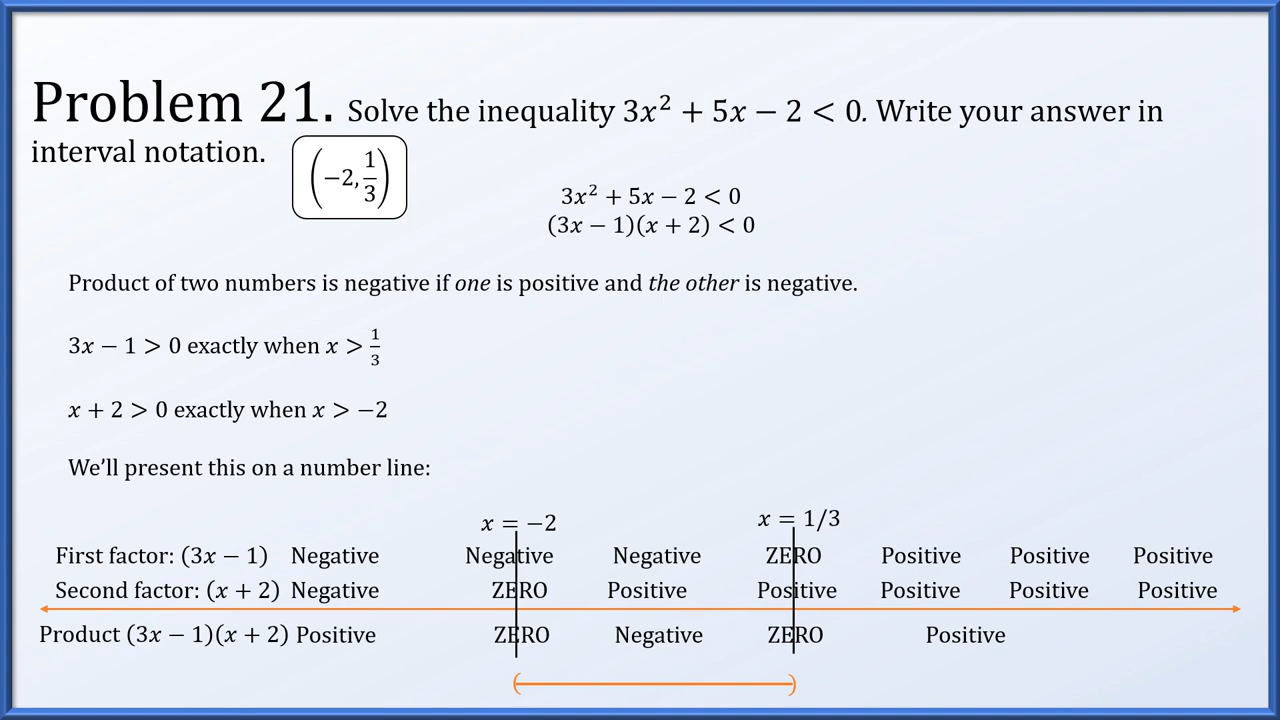 Problem 21. Solve the inequality 3x² + 5x − 2 < 0. Write your answer in
interval notation.
(−2, 1/3)
3x² + 5x − 2 < 0
(3x − 1)(x + 2) < 0
Product of two numbers is negative if one is positive and the other is negative.
3x − 1 > 0 exactly when x > 1/3
x + 2 > 0 exactly when x > −2
We'll present this on a number line:
x = −2 x = 1/3
First factor: (3x − 1) Negative Negative Negative ZERO Positive Positive Positive
Second factor: (x + 2) Negative ZERO Positive Positive Positive Positive Positive
Product (3x − 1)(x + 2) Positive ZERO Negative ZERO Positive